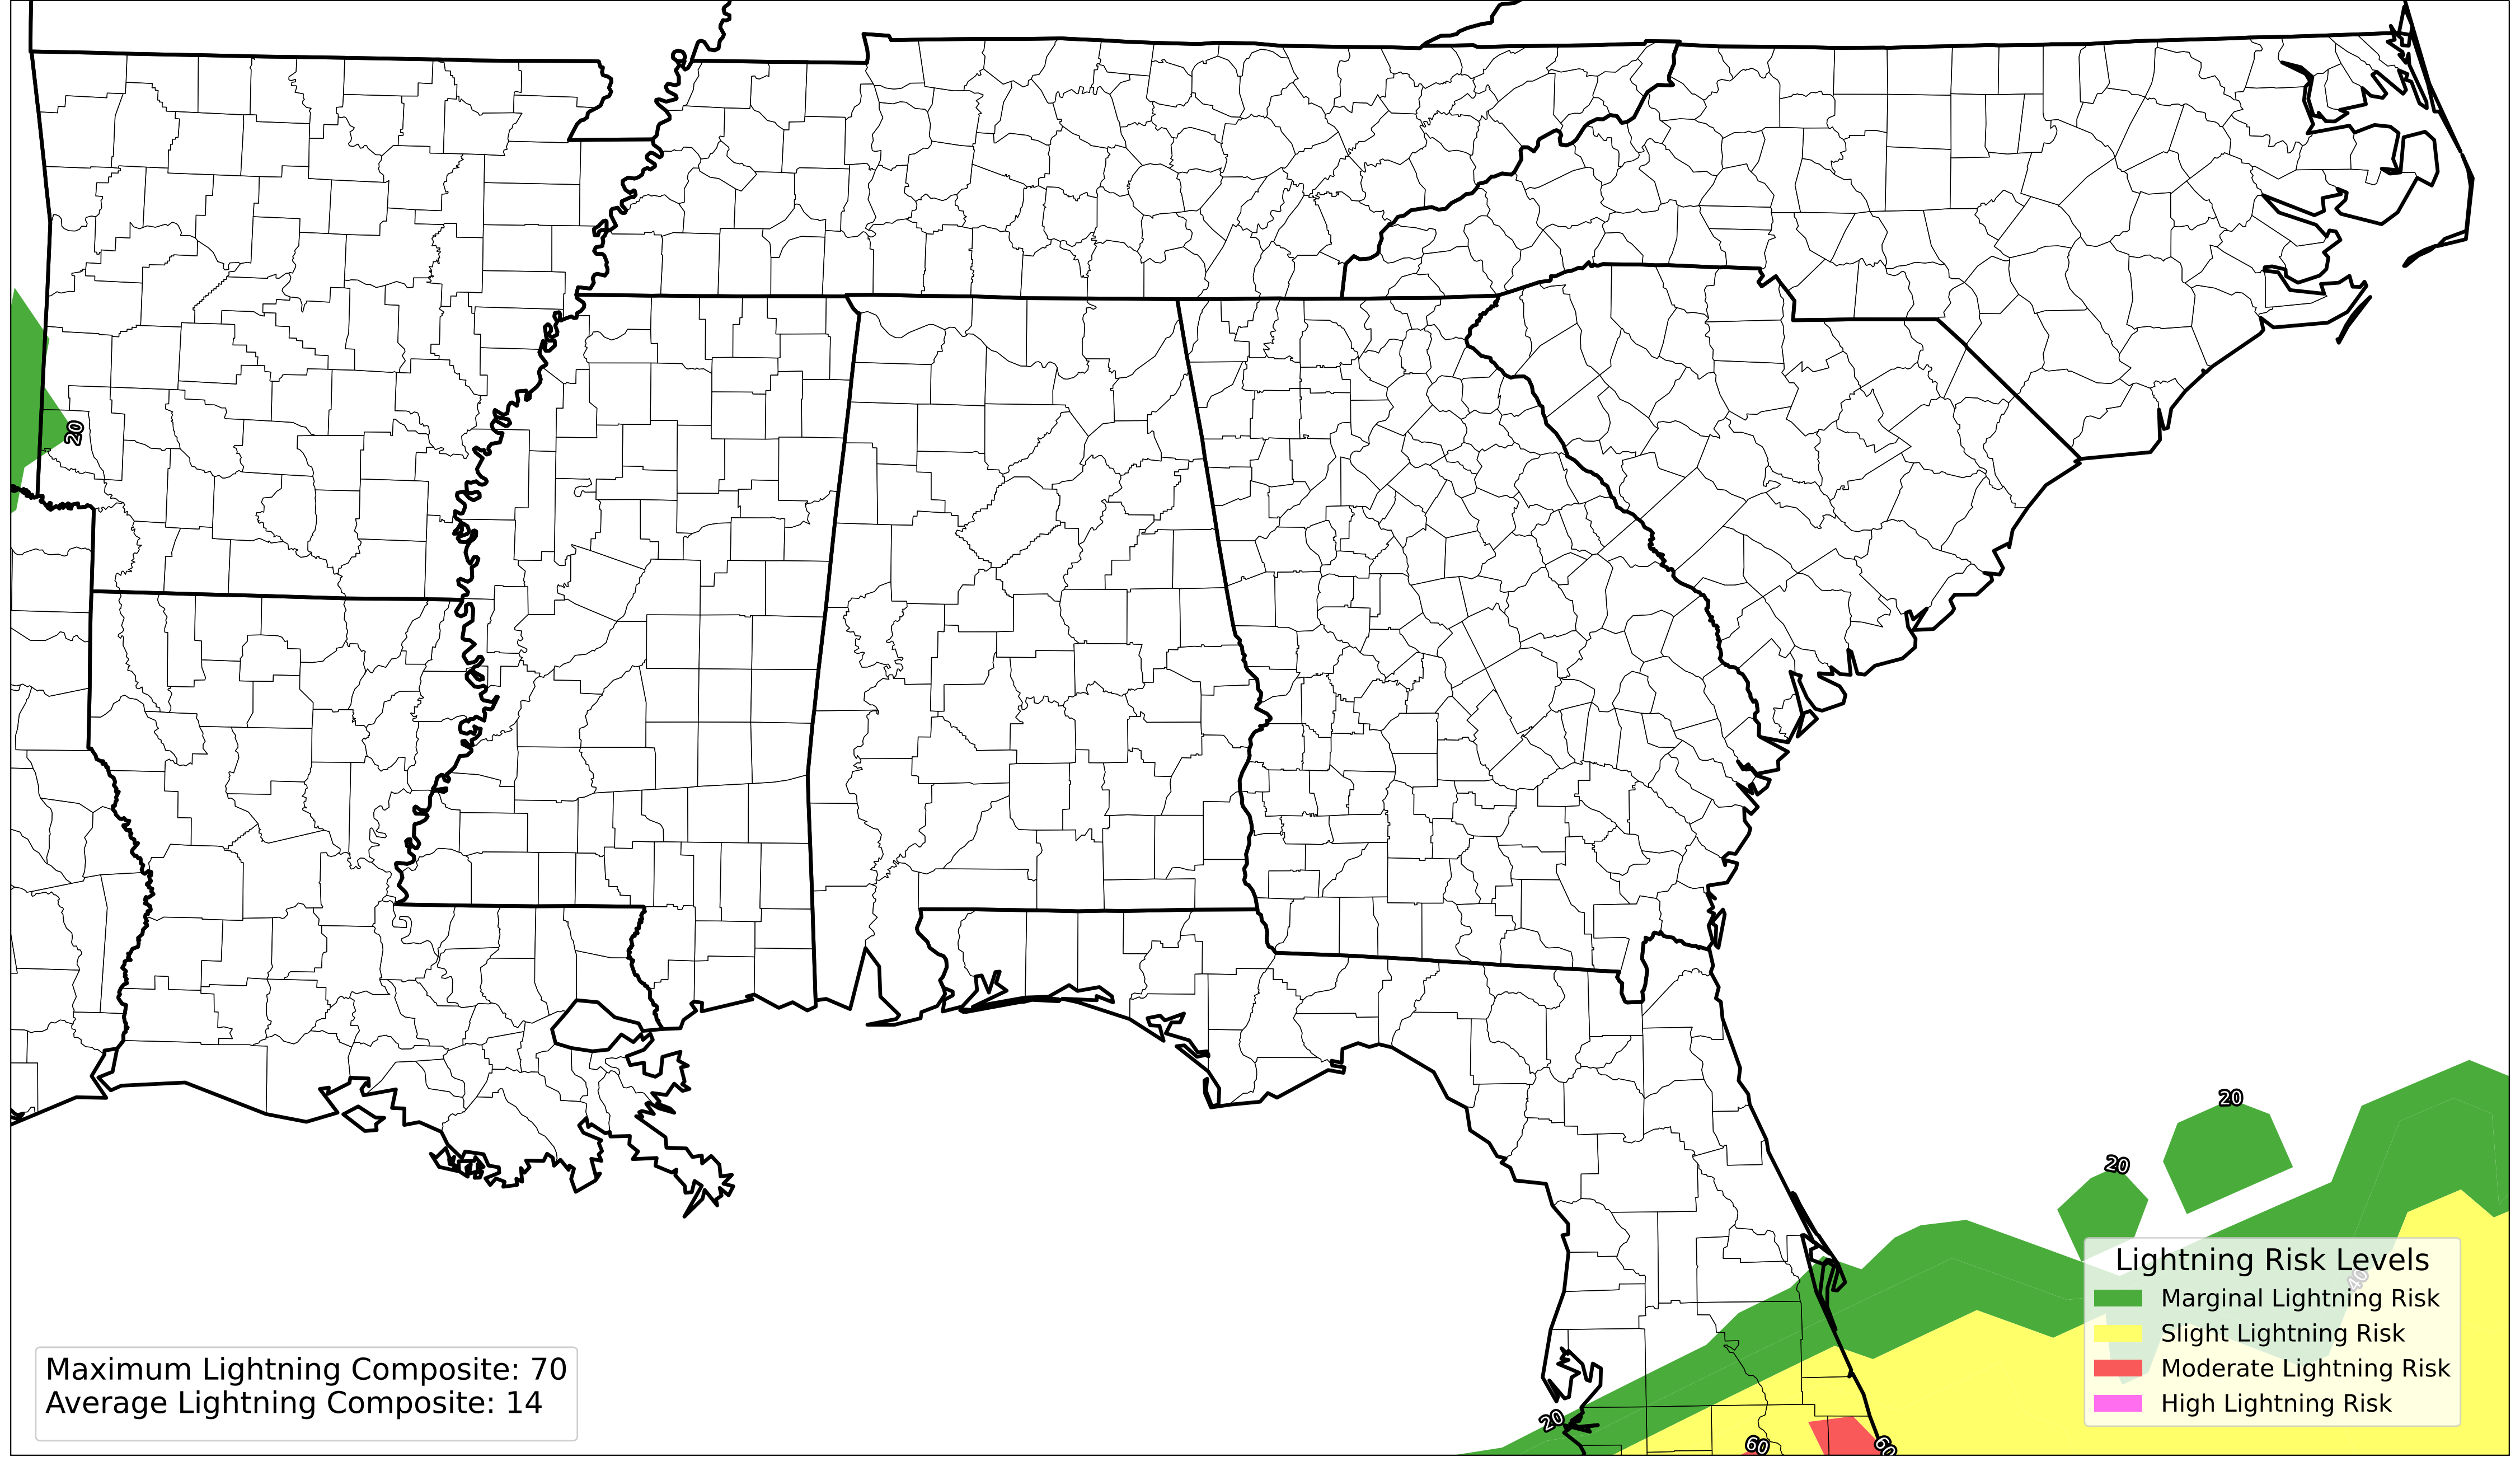 20
20
20
40
Lightning Risk Levels
Marginal Lightning Risk
Slight Lightning Risk
Moderate Lightning Risk
High Lightning Risk
Maximum Lightning Composite: 70
Average Lightning Composite: 14
20
60
60